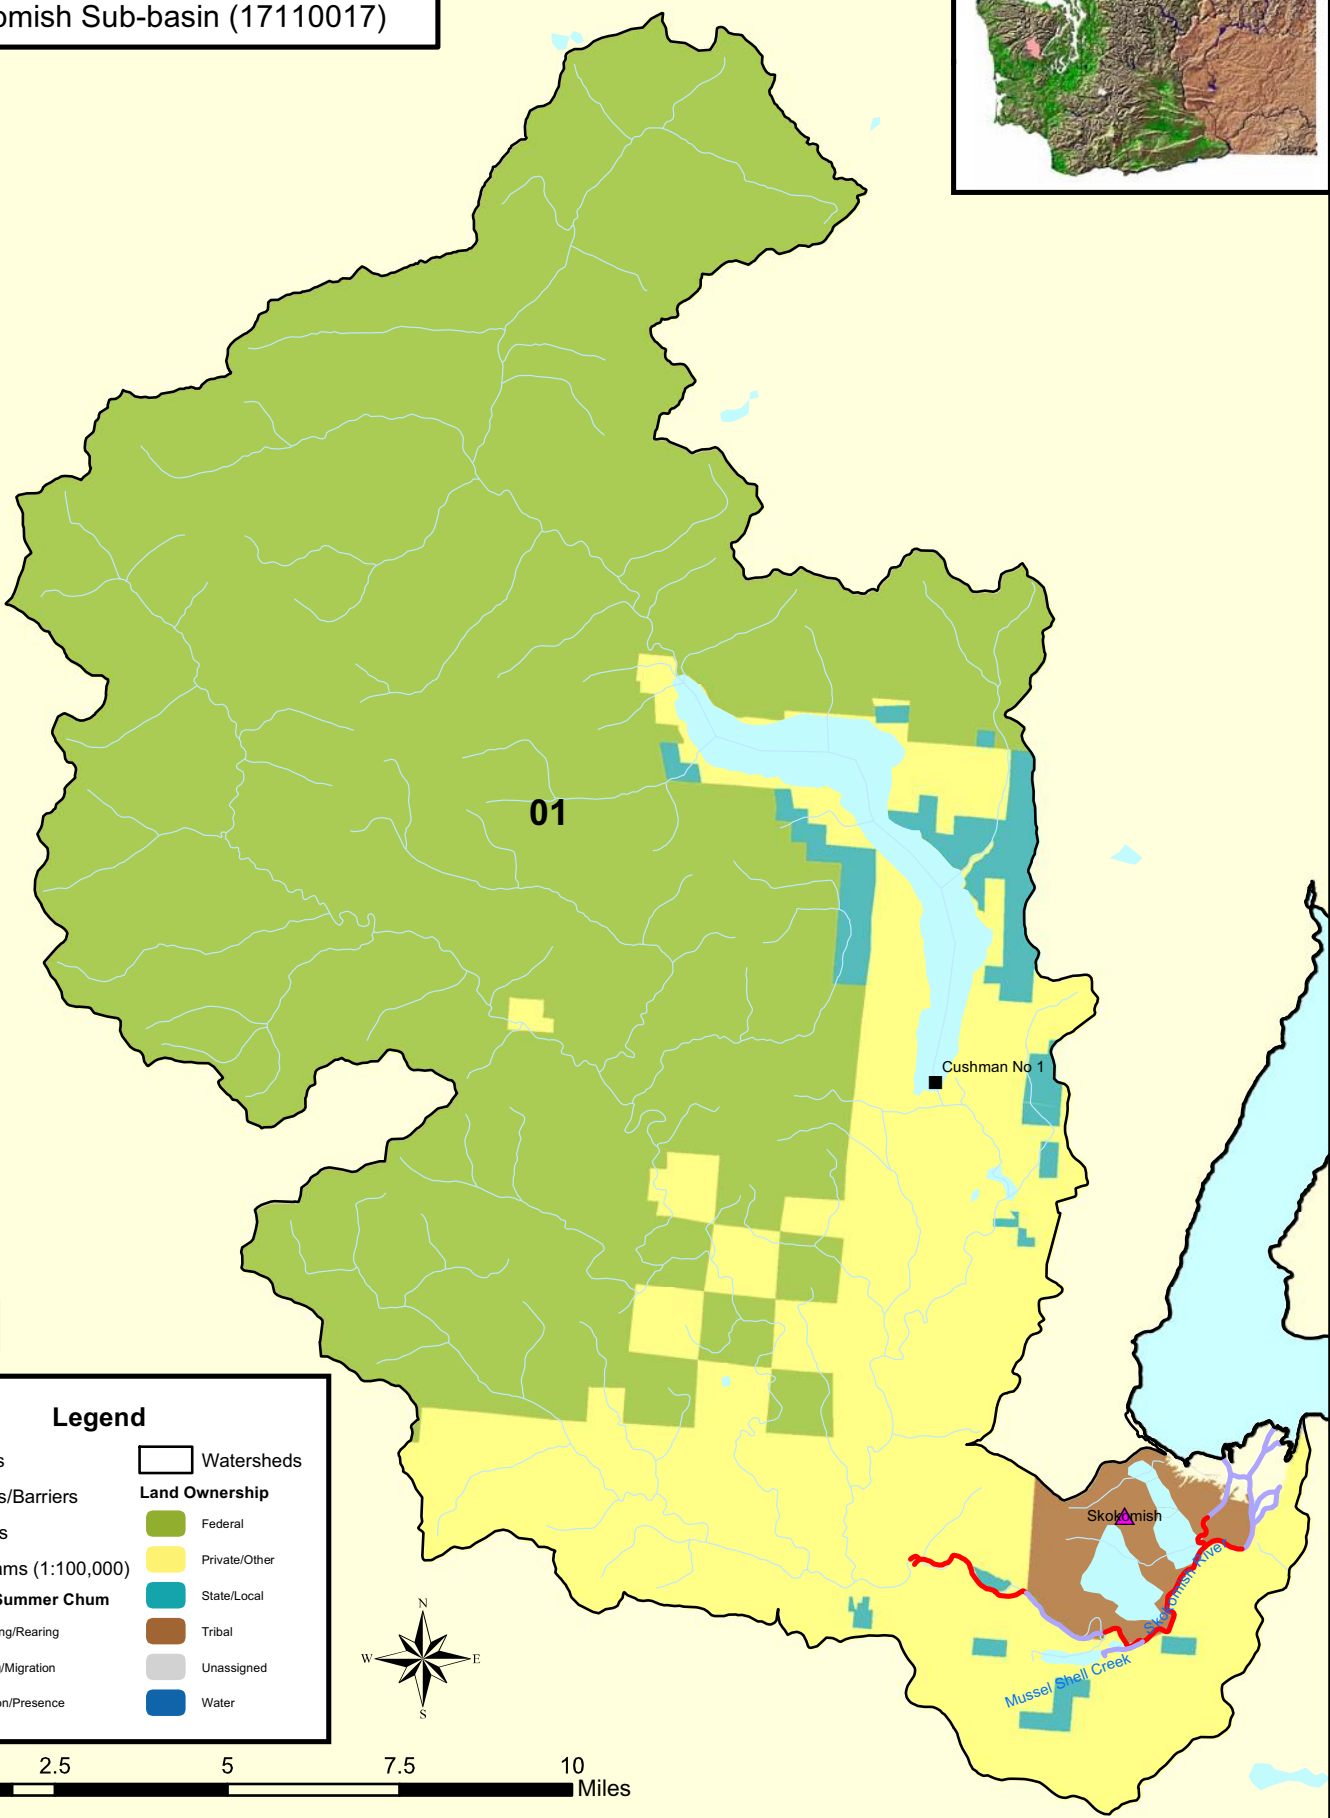 omish Sub-basin (17110017)
01
Cushman No 1
Skokomish
Skokomish River
Mussel Shell Creek
Legend
s
s/Barriers
s
ams (1:100,000)
Summer Chum
ng/Rearing
/Migration
on/Presence
Watersheds
Land Ownership
Federal
Private/Other
State/Local
Tribal
Unassigned
Water
N
W E
S
2.5 5 7.5 10
Miles